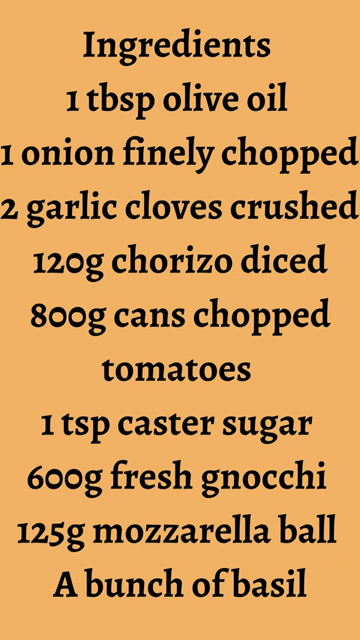 Ingredients
1 tbsp olive oil
1 onion finely chopped
2 garlic cloves crushed
120g chorizo diced
800g cans chopped
tomatoes
1 tsp caster sugar
600g fresh gnocchi
125g mozzarella ball
A bunch of basil